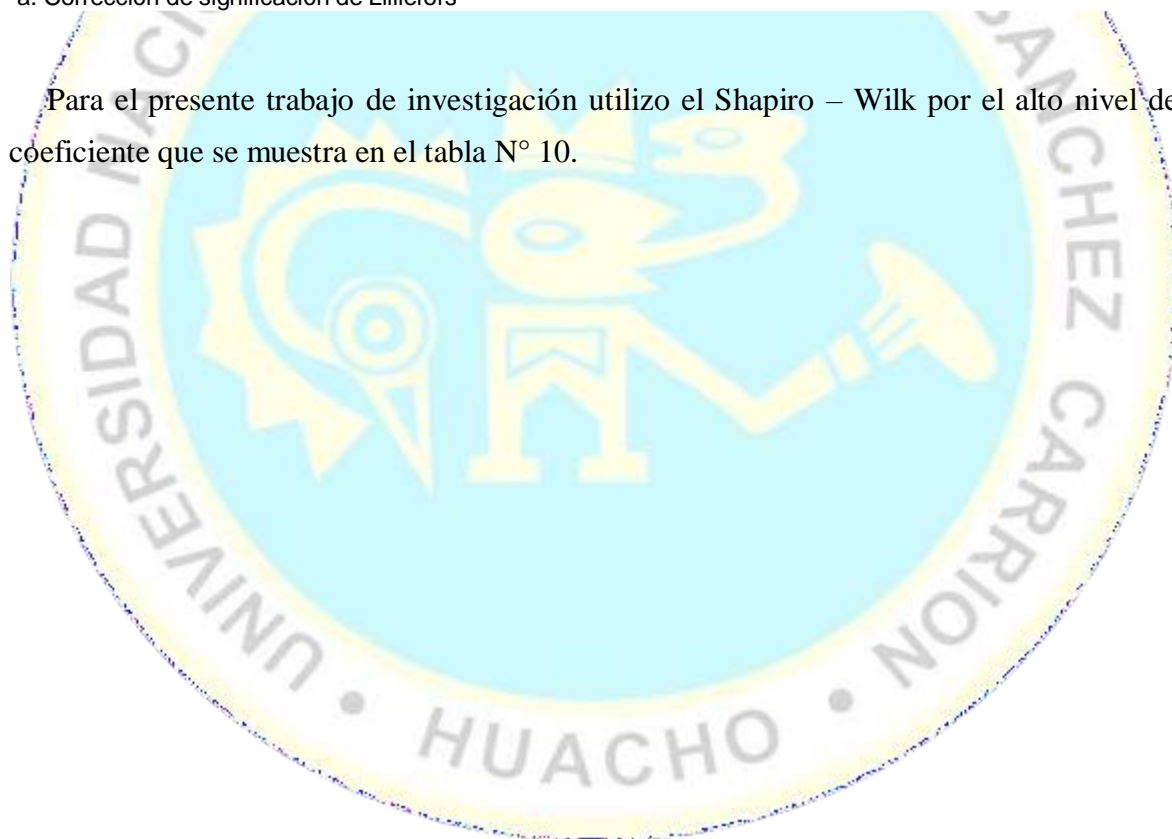 a. Corrección de significación de Lilliefors
Para el presente trabajo de investigación utilizo el Shapiro – Wilk por el alto nivel de
coeficiente que se muestra en el tabla N° 10.
UNIVERSIDAD NACI
SANCHEZ CARRION
• HUACHO •